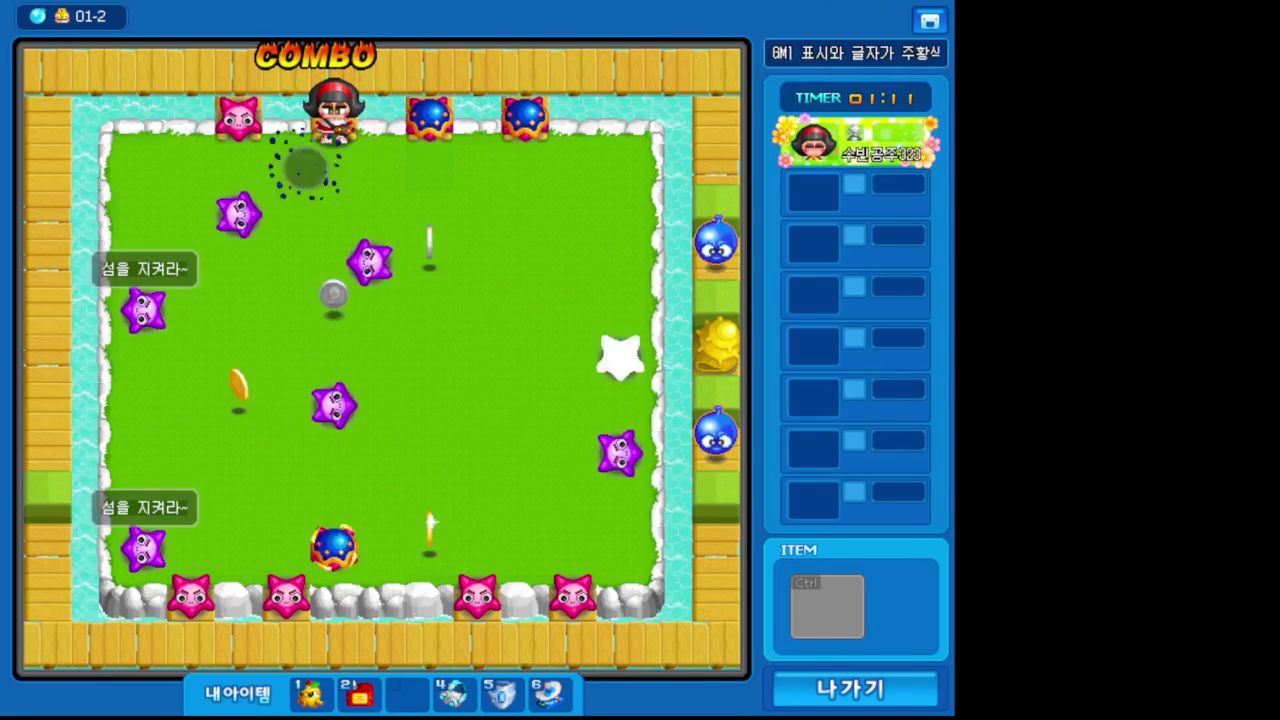 01-2
COMBO
GM1 표시와 글자가 주황식
TIMER 01:11
수빈공주323
섬을 지켜라~
섬을 지켜라~
ITEM
Ctrl
내아이템
1
2
4
5
6
나가기